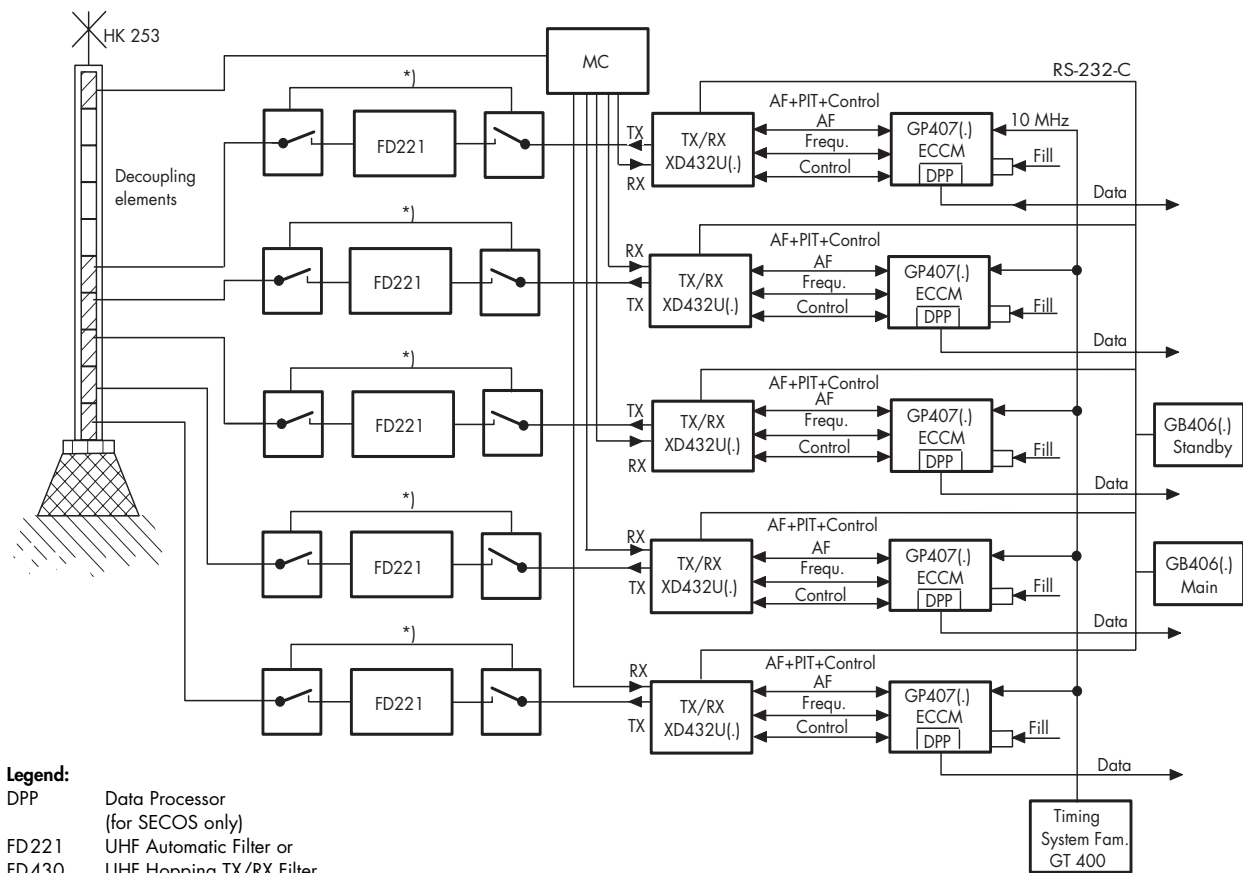 HK 253
MC
RS-232-C
Decoupling
elements
*)
FD221
TX
RX
TX/RX
XD432U(.)
AF+PIT+Control
AF
Frequ.
Control
GP407(.)
ECCM
DPP
10 MHz
Fill
Data
*)
FD221
RX
TX
TX/RX
XD432U(.)
AF+PIT+Control
AF
Frequ.
Control
GP407(.)
ECCM
DPP
Fill
Data
*)
FD221
TX
RX
TX/RX
XD432U(.)
AF+PIT+Control
AF
Frequ.
Control
GP407(.)
ECCM
DPP
Fill
Data
GB406(.)
Standby
*)
FD221
RX
TX
TX/RX
XD432U(.)
AF+PIT+Control
AF
Frequ.
Control
GP407(.)
ECCM
DPP
Fill
Data
GB406(.)
Main
*)
FD221
RX
TX
TX/RX
XD432U(.)
AF+PIT+Control
AF
Frequ.
Control
GP407(.)
ECCM
DPP
Fill
Data
Timing
System Fam.
GT 400
Legend:
DPP Data Processor
(for SECOS only)
FD221 UHF Automatic Filter or
FD430 UHF Hopping TX/RX Filter